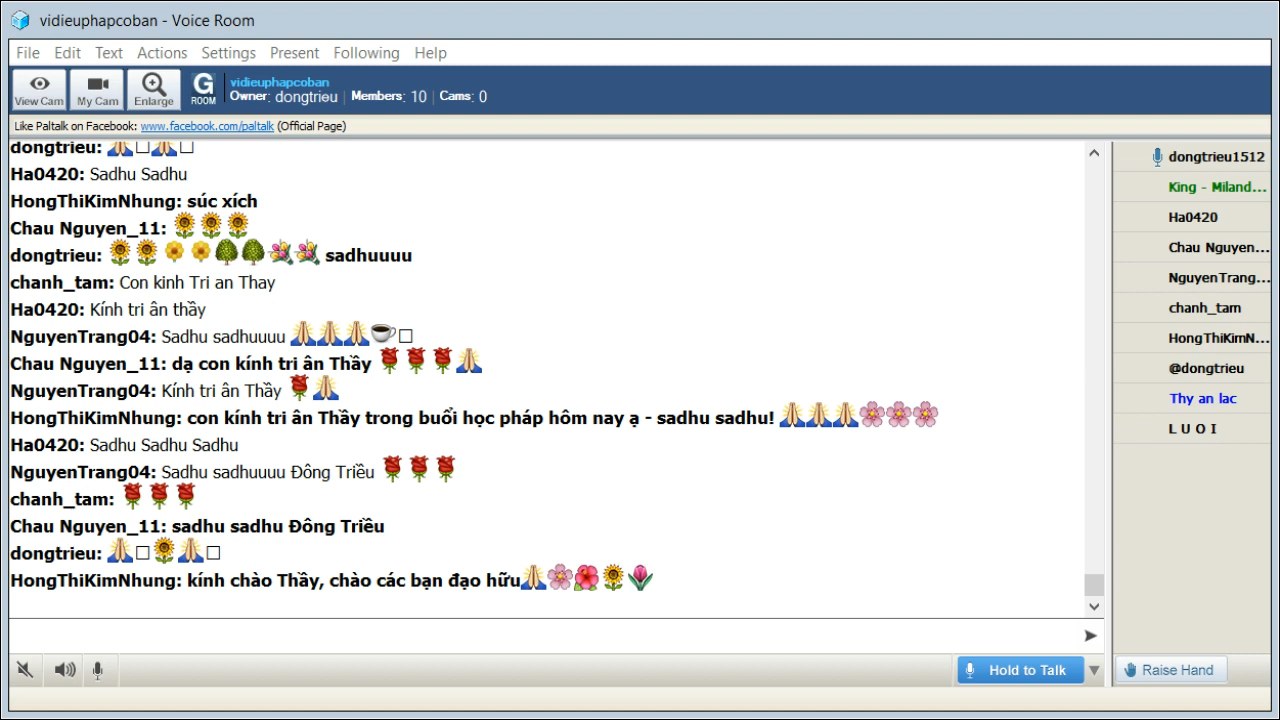 vidieuphapcoban - Voice Room
File Edit Text Actions Settings Present Following Help
View Cam My Cam Enlarge G ROOM
vidieuphapcoban
Owner: dongtrieu | Members: 10 | Cams: 0
Like Paltalk on Facebook: www.facebook.com/paltalk (Official Page)
dongtrieu: 🙏□🙏□
Ha0420: Sadhu Sadhu
HongThiKimNhung: súc xích
Chau Nguyen_11: 🌻🌻🌻
dongtrieu: 🌻🌻🌼🌼🌳🌳💐💐 sadhuuuu
chanh_tam: Con kinh Tri an Thay
Ha0420: Kính tri ân thầy
NguyenTrang04: Sadhu sadhuuuu 🙏🙏🙏☕□
Chau Nguyen_11: dạ con kính tri ân Thầy 🌹🌹🌹🙏
NguyenTrang04: Kính tri ân Thầy 🌹🙏
HongThiKimNhung: con kính tri ân Thầy trong buổi học pháp hôm nay ạ - sadhu sadhu! 🙏🙏🙏🌸🌸🌸
Ha0420: Sadhu Sadhu Sadhu
NguyenTrang04: Sadhu sadhuuuu Đông Triều 🌹🌹🌹
chanh_tam: 🌹🌹🌹
Chau Nguyen_11: sadhu sadhu Đông Triều
dongtrieu: 🙏□🌻🙏□
HongThiKimNhung: kính chào Thầy, chào các bạn đạo hữu🙏🌸🌺🌻🌷
Hold to Talk
dongtrieu1512
King - Miland...
Ha0420
Chau Nguyen...
NguyenTrang...
chanh_tam
HongThiKimN...
@dongtrieu
Thy an lac
L U O I
Raise Hand